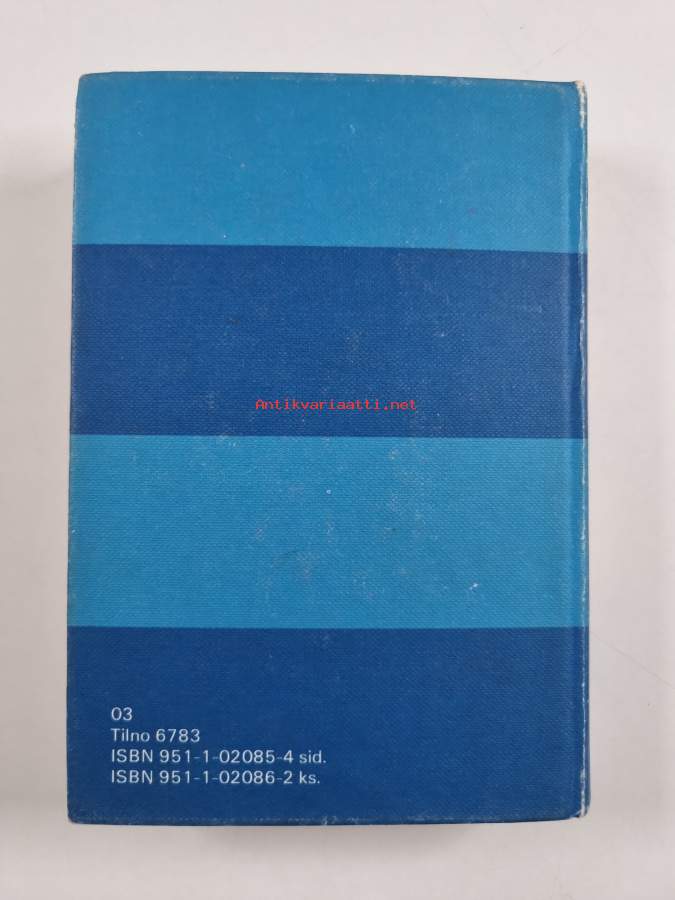 Antikvariaatti.net
03
Tilno 6783
ISBN 951-1-02085-4 sid.
ISBN 951-1-02086-2 ks.